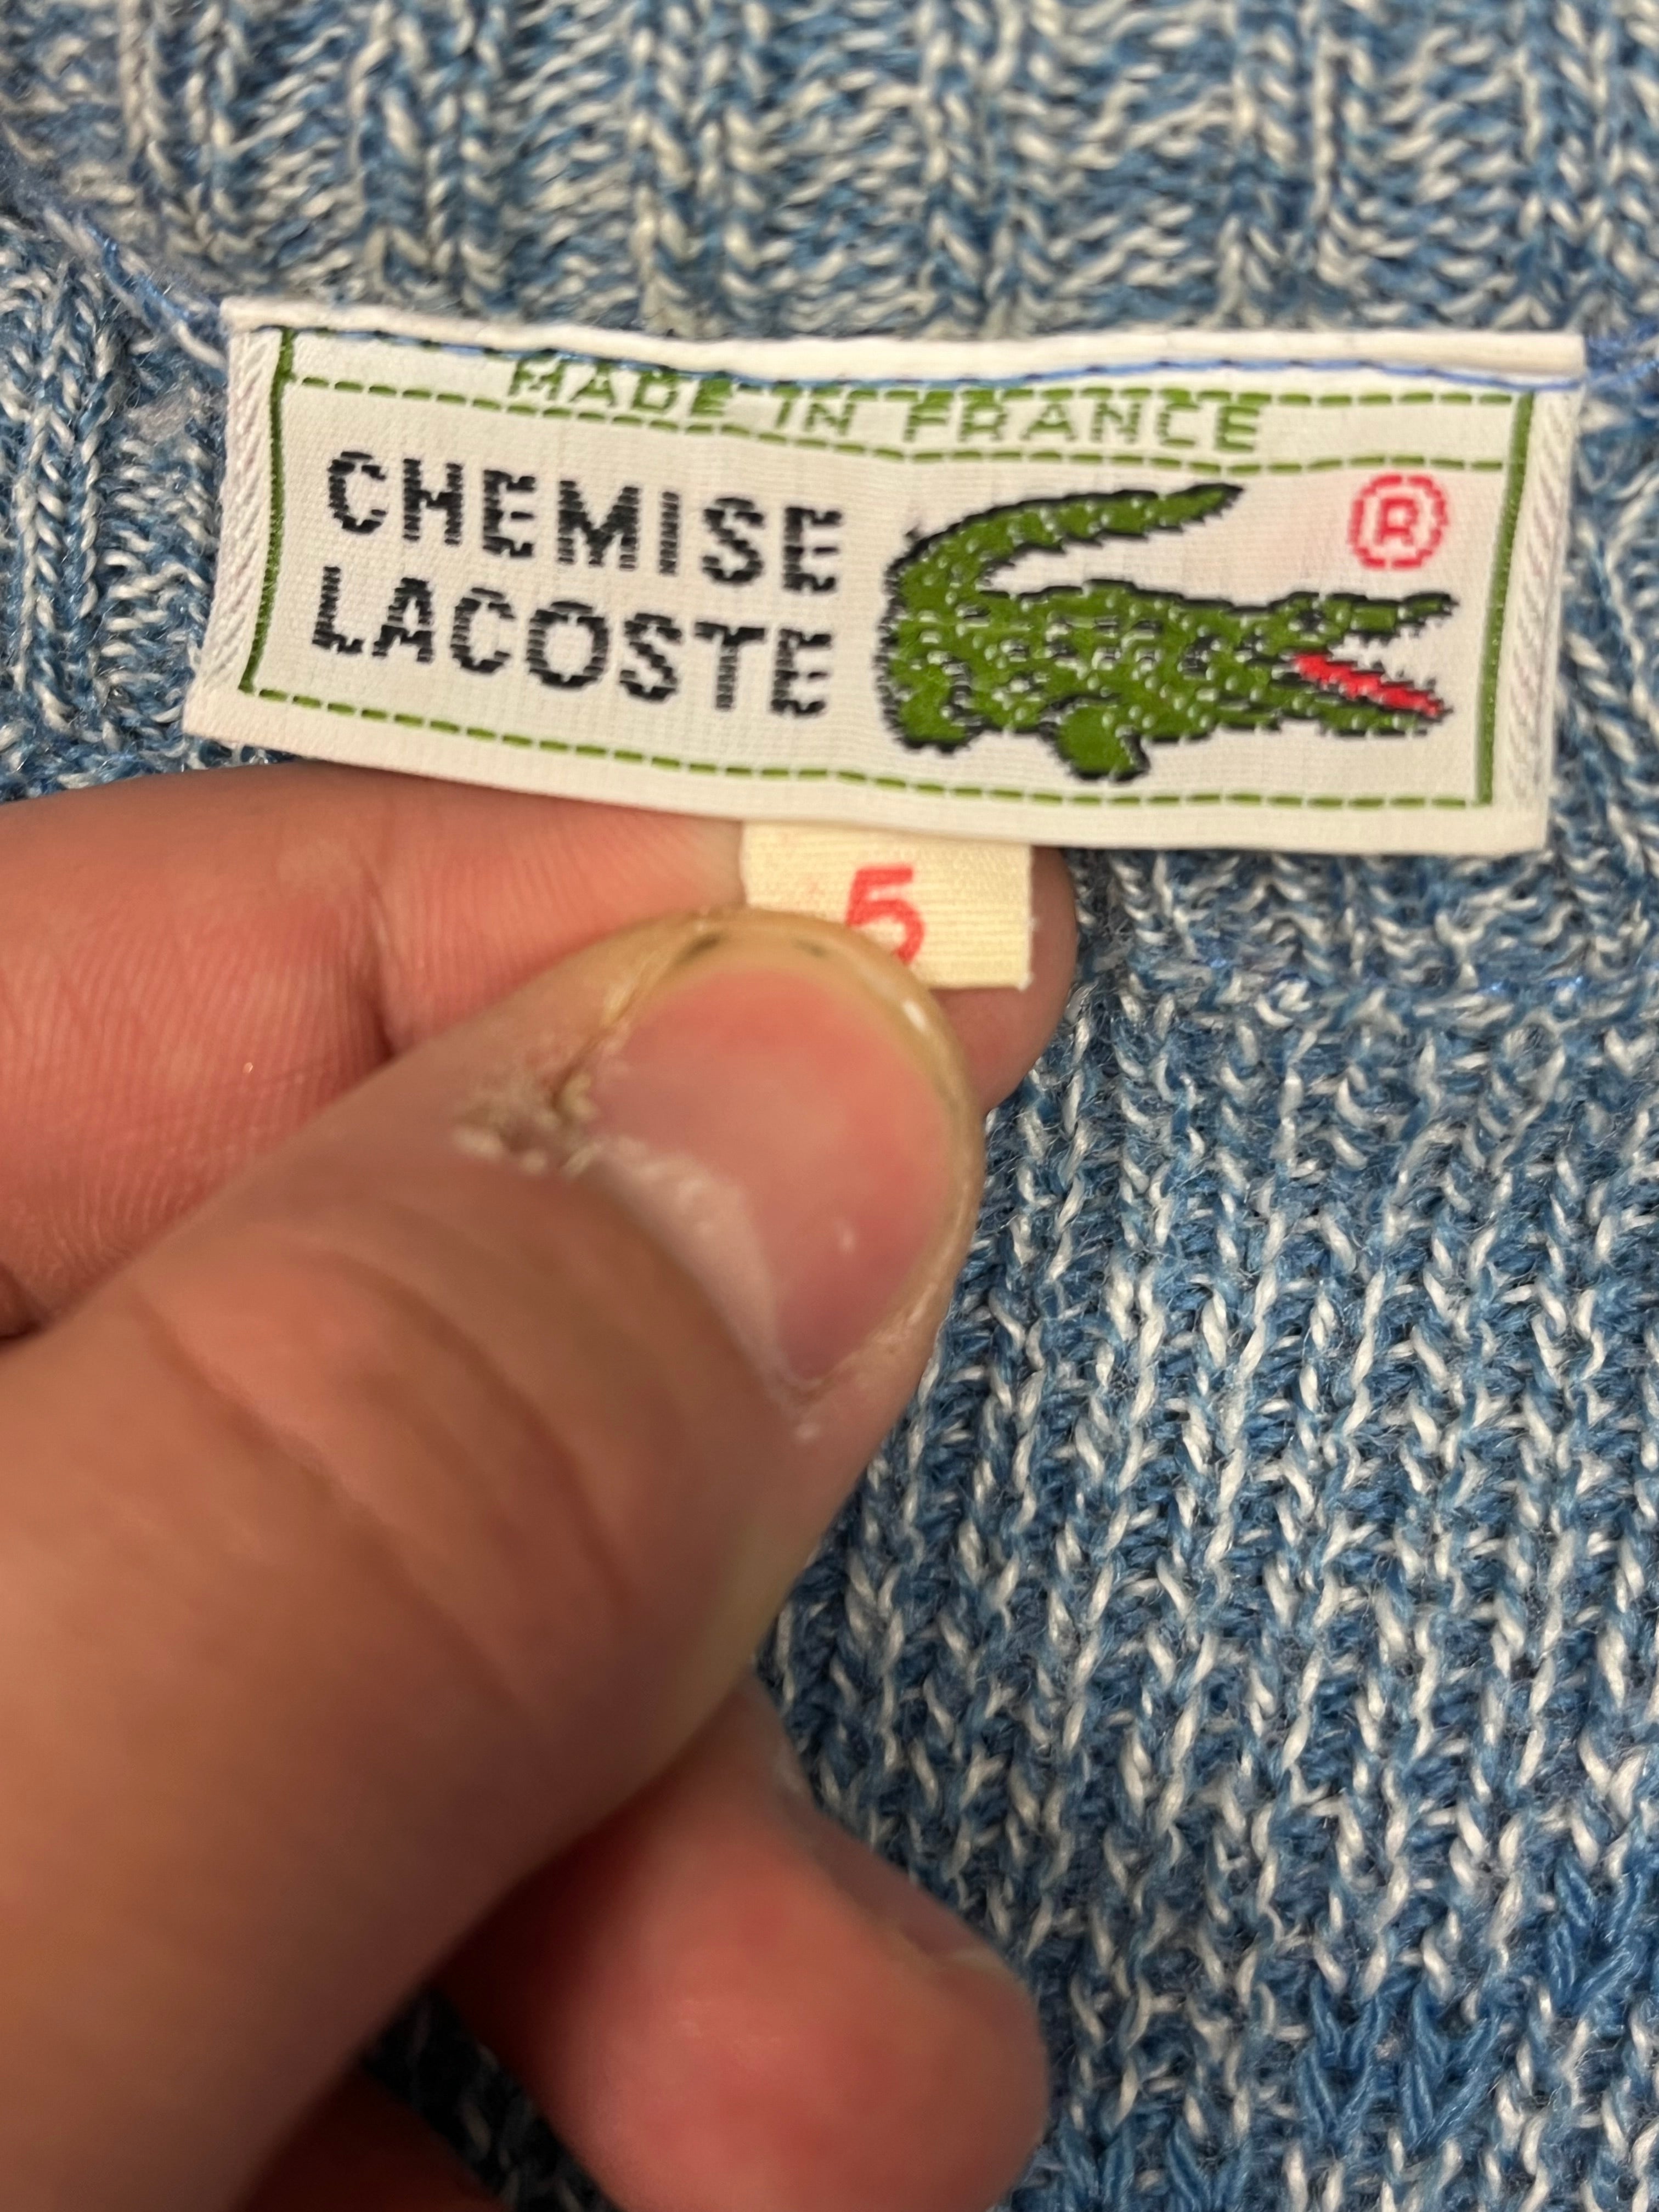 MADE IN FRANCE
CHEMISE
LACOSTE
®
5